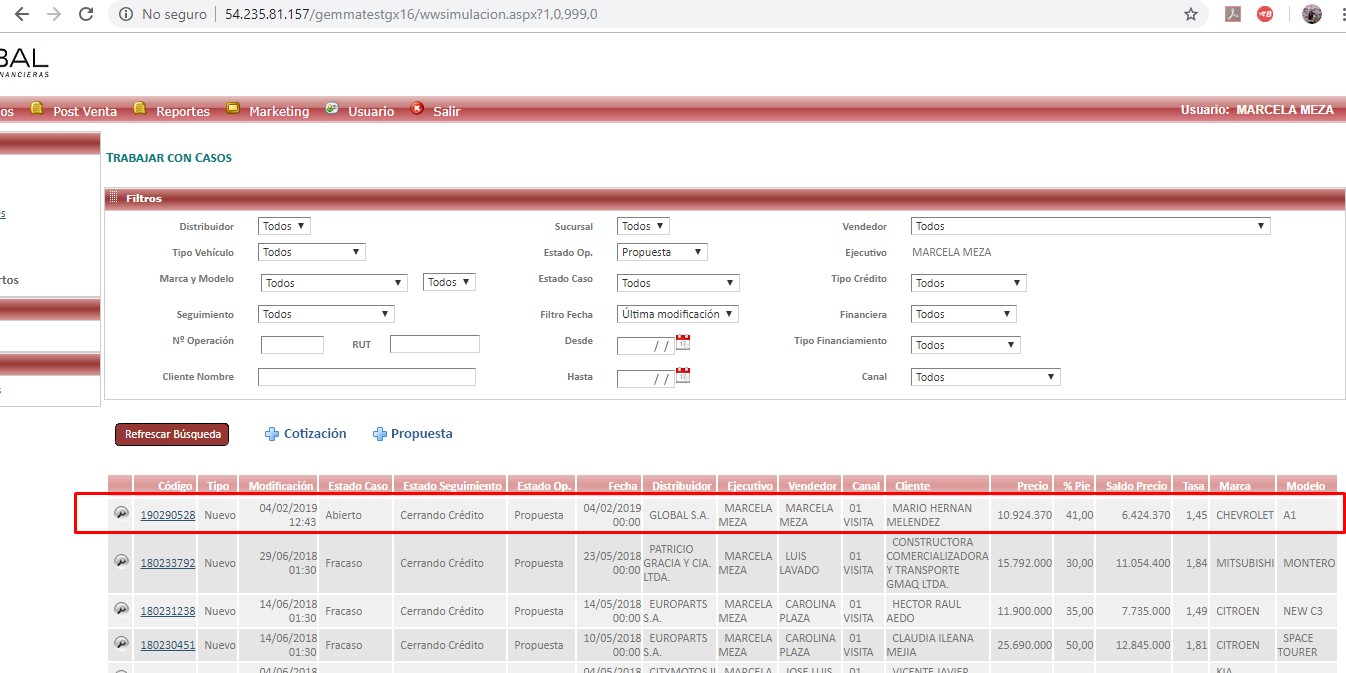 No seguro | 54.235.81.157/gemmatestgx16/wwsimulacion.aspx?1,0,999,0
BAL
NANCIERAS
os Post Venta Reportes Marketing Usuario Salir Usuario: MARCELA MEZA
TRABAJAR CON CASOS
Filtros
Distribuidor Todos Sucursal Todos Vendedor Todos
Tipo Vehículo Todos Estado Op. Propuesta Ejecutivo MARCELA MEZA
Marca y Modelo Todos Todos Estado Caso Todos Tipo Crédito Todos
Seguimiento Todos Filtro Fecha Última modificación Financiera Todos
Nº Operación RUT Desde / / Tipo Financiamiento Todos
Cliente Nombre Hasta / / Canal Todos
es
rtos
s
Refrescar Búsqueda Cotización Propuesta
Código Tipo Modificación Estado Caso Estado Seguimiento Estado Op. Fecha Distribuidor Ejecutivo Vendedor Canal Cliente Precio % Pie Saldo Precio Tasa Marca Modelo
190290528 Nuevo 04/02/2019 12:43 Abierto Cerrando Crédito Propuesta 04/02/2019 00:00 GLOBAL S.A. MARCELA MEZA MARCELA MEZA 01 VISITA MARIO HERNAN MELENDEZ 10.924.370 41,00 6.424.370 1,45 CHEVROLET A1
180233792 Nuevo 29/06/2018 01:30 Fracaso Cerrando Crédito Propuesta 23/05/2018 00:00 PATRICIO GRACIA Y CIA. LTDA. MARCELA MEZA LUIS LAVADO 01 VISITA CONSTRUCTORA COMERCIALIZADORA Y TRANSPORTE GMAQ LTDA. 15.792.000 30,00 11.054.400 1,84 MITSUBISHI MONTERO
180231238 Nuevo 14/06/2018 01:30 Fracaso Cerrando Crédito Propuesta 14/05/2018 00:00 EUROPARTS S.A. MARCELA MEZA CAROLINA PLAZA 01 VISITA HECTOR RAUL AEDO 11.900.000 35,00 7.735.000 1,49 CITROEN NEW C3
180230451 Nuevo 14/06/2018 01:30 Fracaso Cerrando Crédito Propuesta 10/05/2018 00:00 EUROPARTS S.A. MARCELA MEZA CAROLINA PLAZA 01 VISITA CLAUDIA ILEANA MEJIA 25.690.000 50,00 12.845.000 1,81 CITROEN SPACE TOURER
04/05/2018 CITYMOTOS II MARCELA JOSE LUIS 01 VICENTE JAVIER KIA